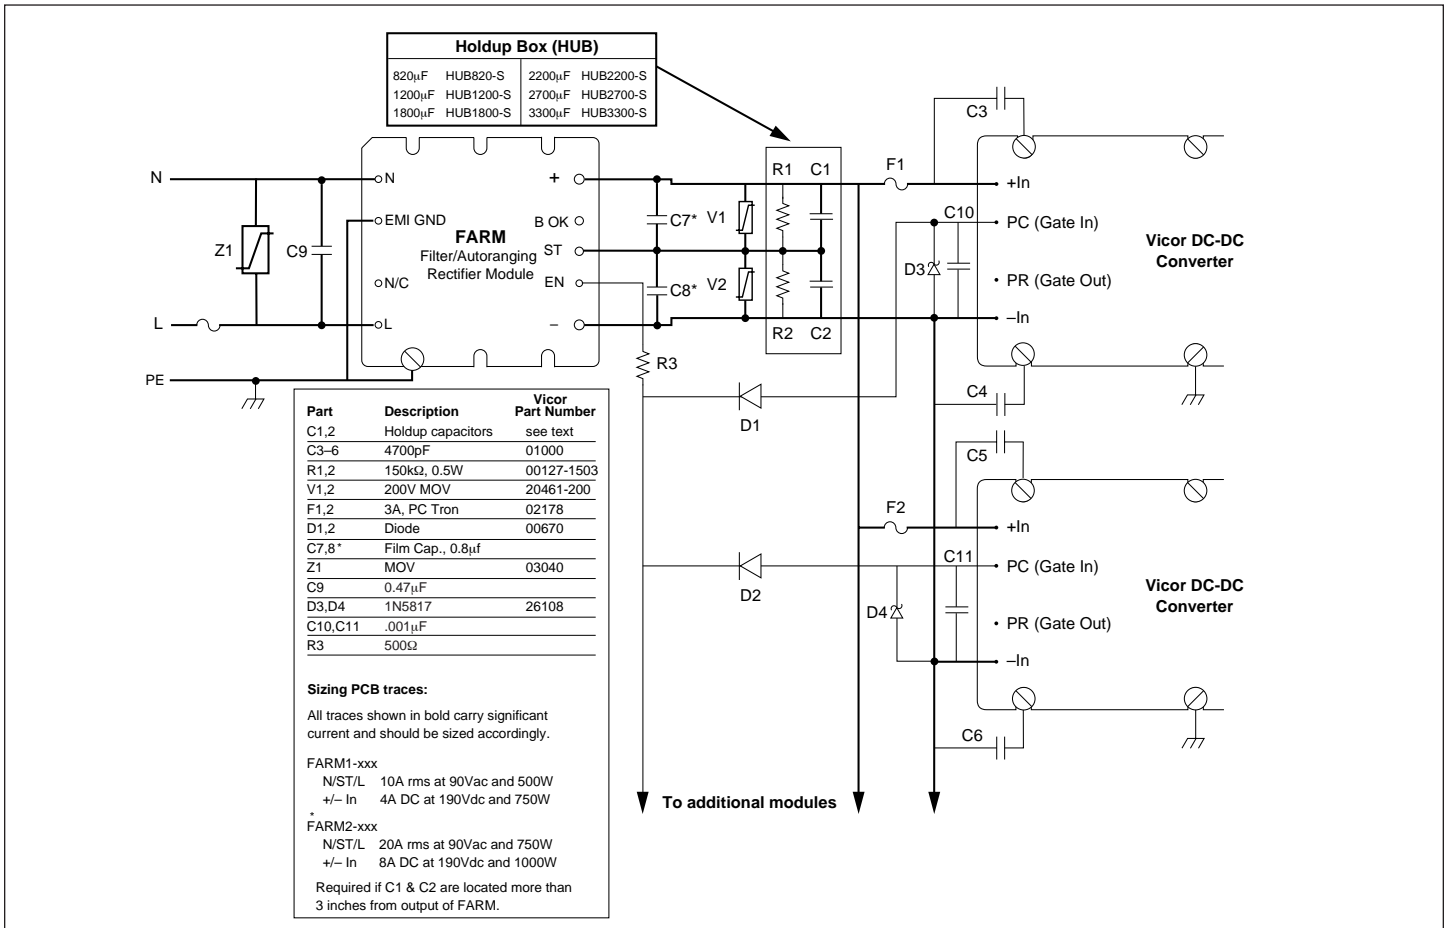 Holdup Box (HUB)
820µF HUB820-S 2200µF HUB2200-S
1200µF HUB1200-S 2700µF HUB2700-S
1800µF HUB1800-S 3300µF HUB3300-S
N
Z1
C9
L
PE
N
EMI GND
N/C
L
FARM
Filter/Autoranging
Rectifier Module
+
B OK
ST
EN
–
C7*
C8*
V1
V2
R1 C1
R2 C2
R3
F1
C3
C10
D3
C4
+In
PC (Gate In)
PR (Gate Out)
–In
Vicor DC-DC
Converter
D1
C5
F2
C11
D2
D4
C6
+In
PC (Gate In)
PR (Gate Out)
–In
Vicor DC-DC
Converter
To additional modules
Vicor
Part Description Part Number
C1,2 Holdup capacitors see text
C3–6 4700pF 01000
R1,2 150kΩ, 0.5W 00127-1503
V1,2 200V MOV 20461-200
F1,2 3A, PC Tron 02178
D1,2 Diode 00670
C7,8* Film Cap., 0.8µf
Z1 MOV 03040
C9 0.47µF
D3,D4 1N5817 26108
C10,C11 .001µF
R3 500Ω
Sizing PCB traces:
All traces shown in bold carry significant
current and should be sized accordingly.
FARM1-xxx
N/ST/L 10A rms at 90Vac and 500W
+/– In 4A DC at 190Vdc and 750W
*
FARM2-xxx
N/ST/L 20A rms at 90Vac and 750W
+/– In 8A DC at 190Vdc and 1000W
Required if C1 & C2 are located more than
3 inches from output of FARM.